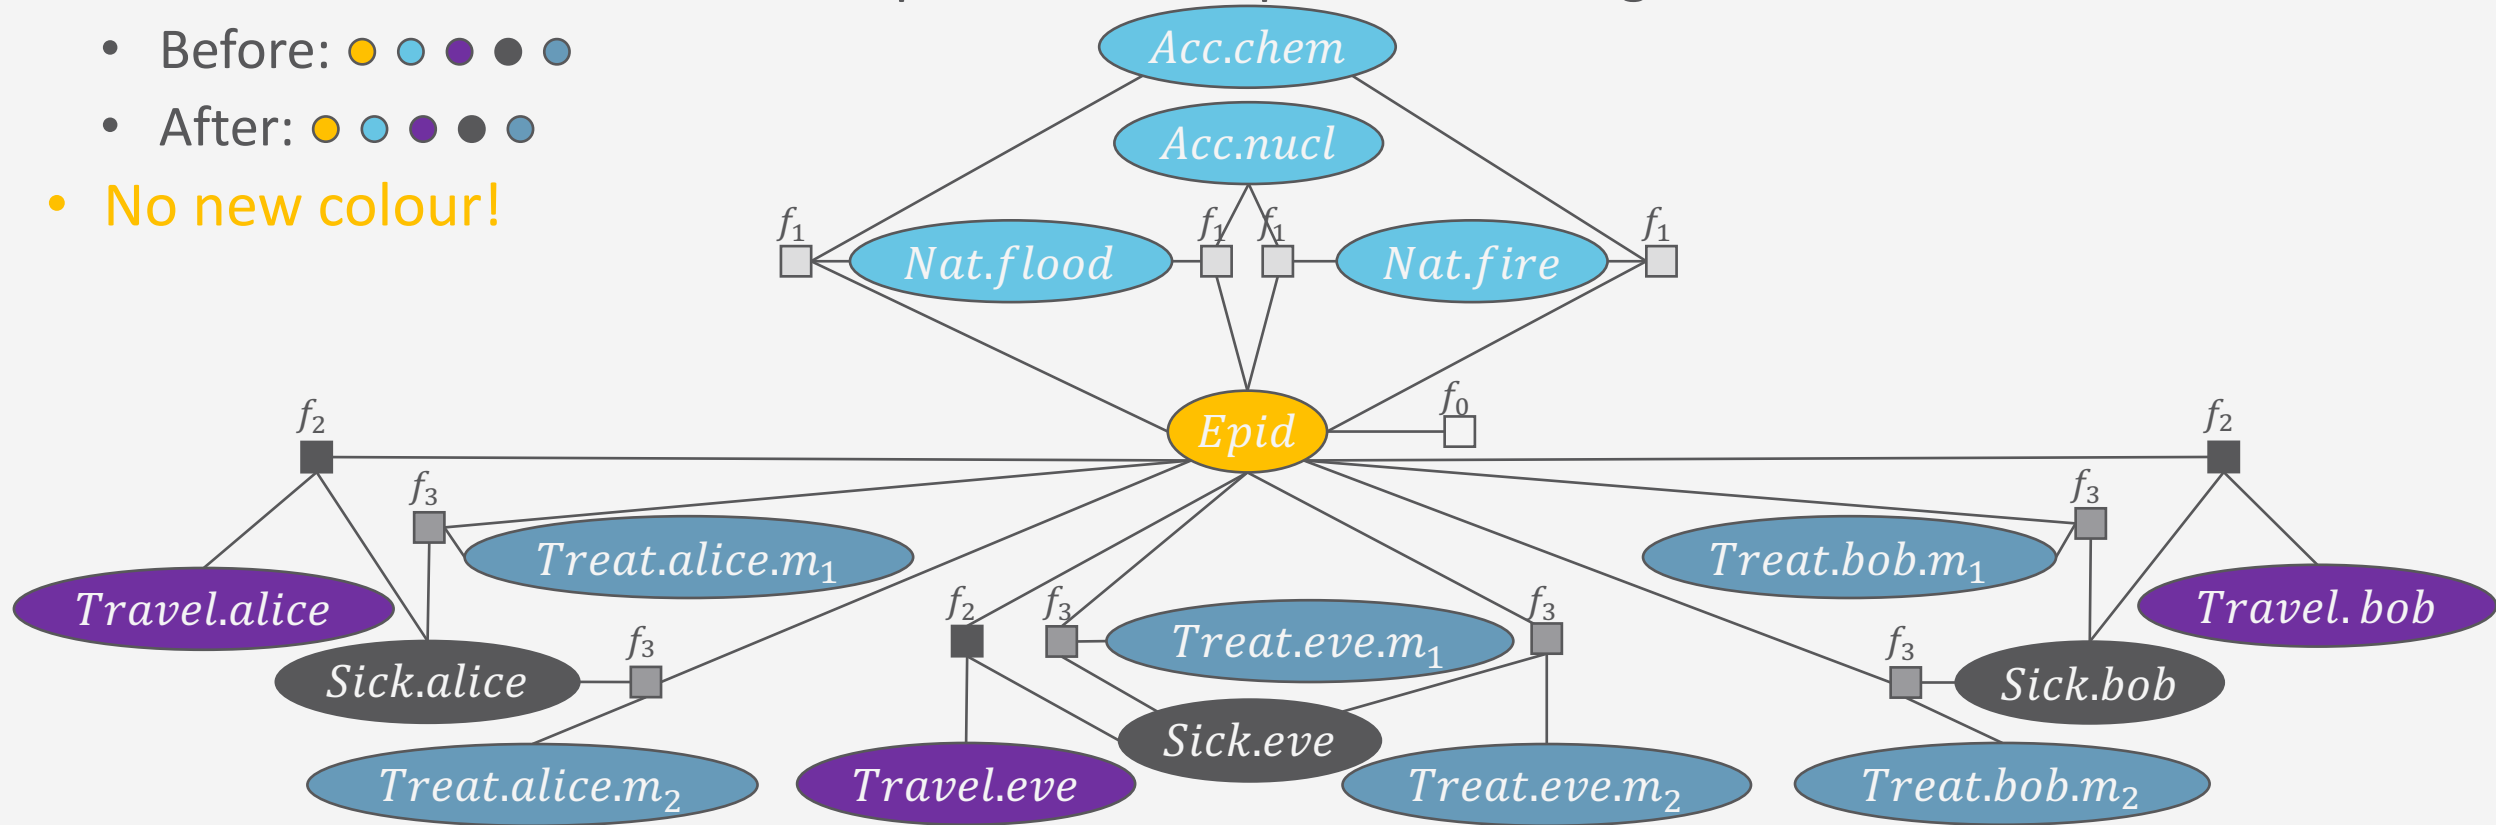 • Before:
Acc.chem
• After:
Acc.nucl
• No new colour!
f1 f1 f1 f1
Nat.flood Nat.fire
f0
f2 Epid f2
f3 f3
Treat.alice.m1 Treat.bob.m1
Travel.alice f2 f3 Treat.eve.m1 f3 Travel. bob
f3 f3
Sick.alice Sick.bob
Sick.eve
Treat.alice.m2 Travel.eve Treat.eve.m2 Treat.bob.m2